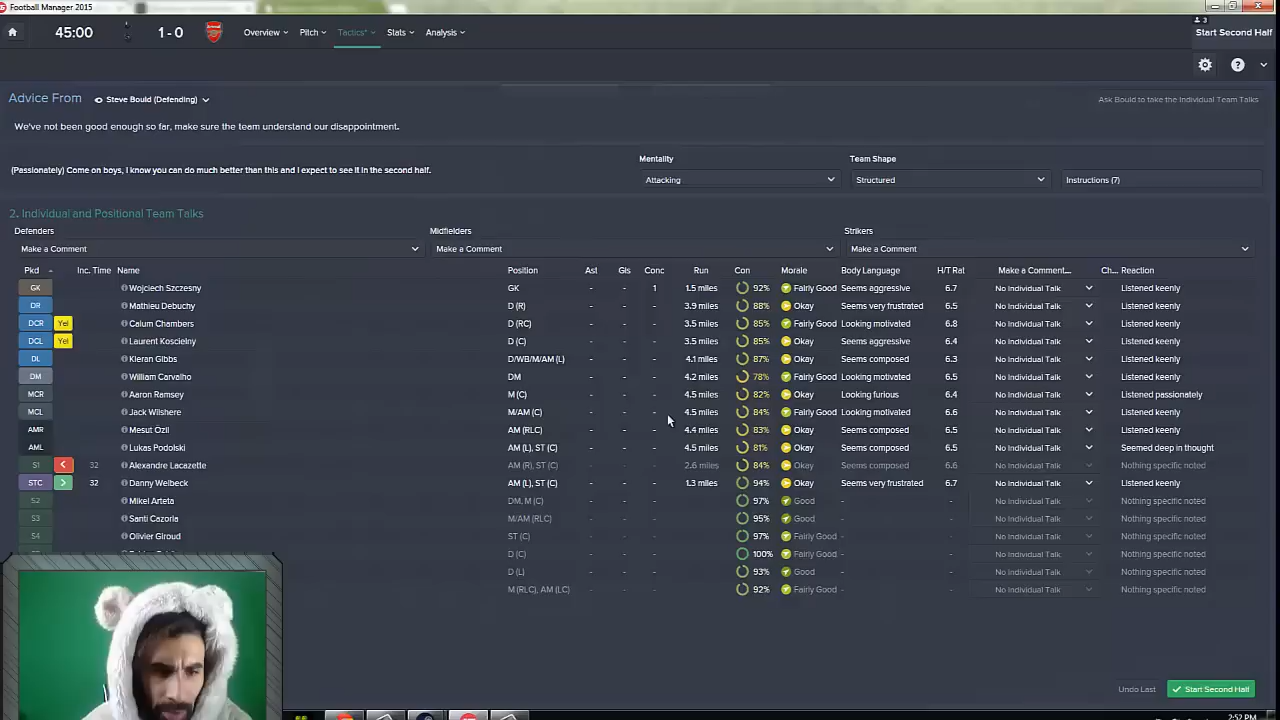 Football Manager 2015
45:00 1 - 0 Overview Pitch Tactics* Stats Analysis 3 Start Second Half
Advice From Steve Bould (Defending) Ask Bould to take the Individual Team Talks
We've not been good enough so far, make sure the team understand our disappointment.
Mentality Team Shape
(Passionately) Come on boys, I know you can do much better than this and I expect to see it in the second half. Attacking Structured Instructions (7)
2. Individual and Positional Team Talks
Defenders Midfielders Strikers
Make a Comment Make a Comment Make a Comment
Pkd Inc. Time Name Position Ast Gls Conc Run Con Morale Body Language H/T Rat Make a Comment... Ch... Reaction
GK Wojciech Szczesny GK - - 1 1.5 miles 92% Fairly Good Seems aggressive 6.7 No Individual Talk Listened keenly
DR Mathieu Debuchy D (R) - - - 3.9 miles 88% Okay Seems very frustrated 6.5 No Individual Talk Listened keenly
DCR Yel Calum Chambers D (RC) - - - 3.5 miles 85% Fairly Good Looking motivated 6.8 No Individual Talk Listened keenly
DCL Yel Laurent Koscielny D (C) - - - 3.5 miles 85% Okay Seems aggressive 6.4 No Individual Talk Listened keenly
DL Kieran Gibbs D/WB/M/AM (L) - - - 4.1 miles 87% Okay Seems composed 6.3 No Individual Talk Listened keenly
DM William Carvalho DM - - - 4.2 miles 78% Fairly Good Looking motivated 6.5 No Individual Talk Listened keenly
MCR Aaron Ramsey M (C) - - - 4.5 miles 82% Okay Looking furious 6.4 No Individual Talk Listened passionately
MCL Jack Wilshere M/AM (C) - - - 4.5 miles 84% Fairly Good Looking motivated 6.6 No Individual Talk Listened keenly
AMR Mesut Özil AM (RLC) - - - 4.4 miles 83% Okay Seems composed 6.5 No Individual Talk Listened keenly
AML Lukas Podolski AM (L), ST (C) - - - 4.5 miles 81% Okay Seems composed 6.5 No Individual Talk Seemed deep in thought
S1 32 Alexandre Lacazette AM (R), ST (C) - - - 2.6 miles 84% Okay Seems composed 6.6 No Individual Talk Nothing specific noted
STC 32 Danny Welbeck AM (L), ST (C) - - - 1.3 miles 94% Okay Seems very frustrated 6.7 No Individual Talk Listened keenly
S2 Mikel Arteta DM, M (C) - - - 97% Good - - No Individual Talk Nothing specific noted
S3 Santi Cazorla M/AM (RLC) - - - 95% Good - - No Individual Talk Nothing specific noted
S4 Olivier Giroud ST (C) - - - 97% Fairly Good - - No Individual Talk Nothing specific noted
D (C) - - - 100% Fairly Good - - No Individual Talk Nothing specific noted
D (L) - - - 93% Good - - No Individual Talk Nothing specific noted
M (RLC), AM (LC) - - - 92% Fairly Good - - No Individual Talk Nothing specific noted
Undo Last Start Second Half
2:52 PM